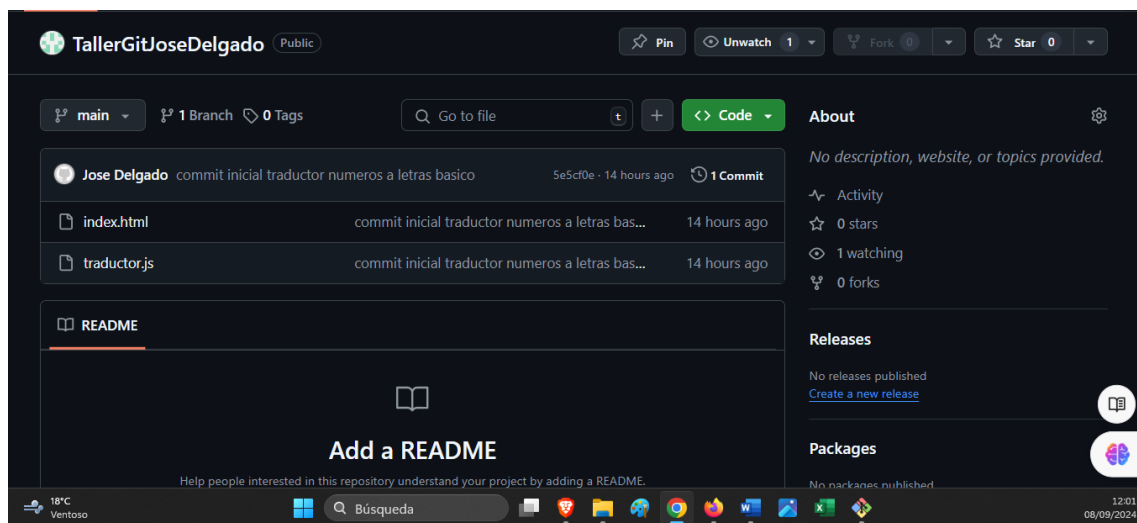 TallerGitJoseDelgado Public
Pin
Unwatch 1
Fork 0
Star 0
main
1 Branch
0 Tags
Go to file
t
Code
Jose Delgado commit inicial traductor numeros a letras basico
5e5cf0e · 14 hours ago
1 Commit
index.html commit inicial traductor numeros a letras bas... 14 hours ago
traductor.js commit inicial traductor numeros a letras bas... 14 hours ago
README
Add a README
Help people interested in this repository understand your project by adding a README.
About
No description, website, or topics provided.
Activity
0 stars
1 watching
0 forks
Releases
No releases published
Create a new release
Packages
No packages published
18°C
Ventoso
Búsqueda
12:01
08/09/2024